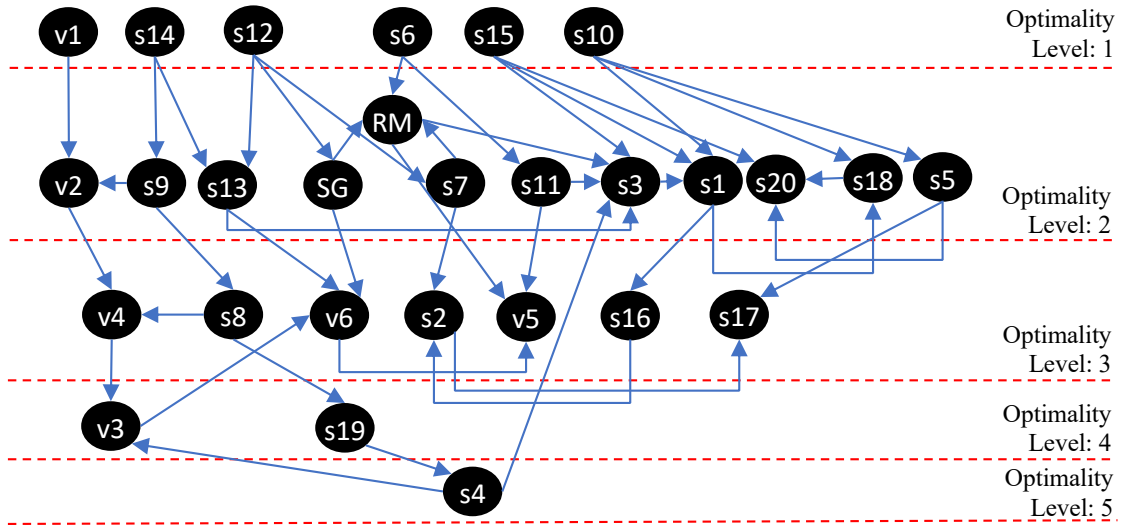 v1 s14 s12 s6 s15 s10 Optimality
Level: 1
RM
v2 s9 s13 SG s7 s11 s3 s1 s20 s18 s5 Optimality
Level: 2
v4 s8 v6 s2 v5 s16 s17 Optimality
Level: 3
v3 s19 Optimality
Level: 4
s4 Optimality
Level: 5